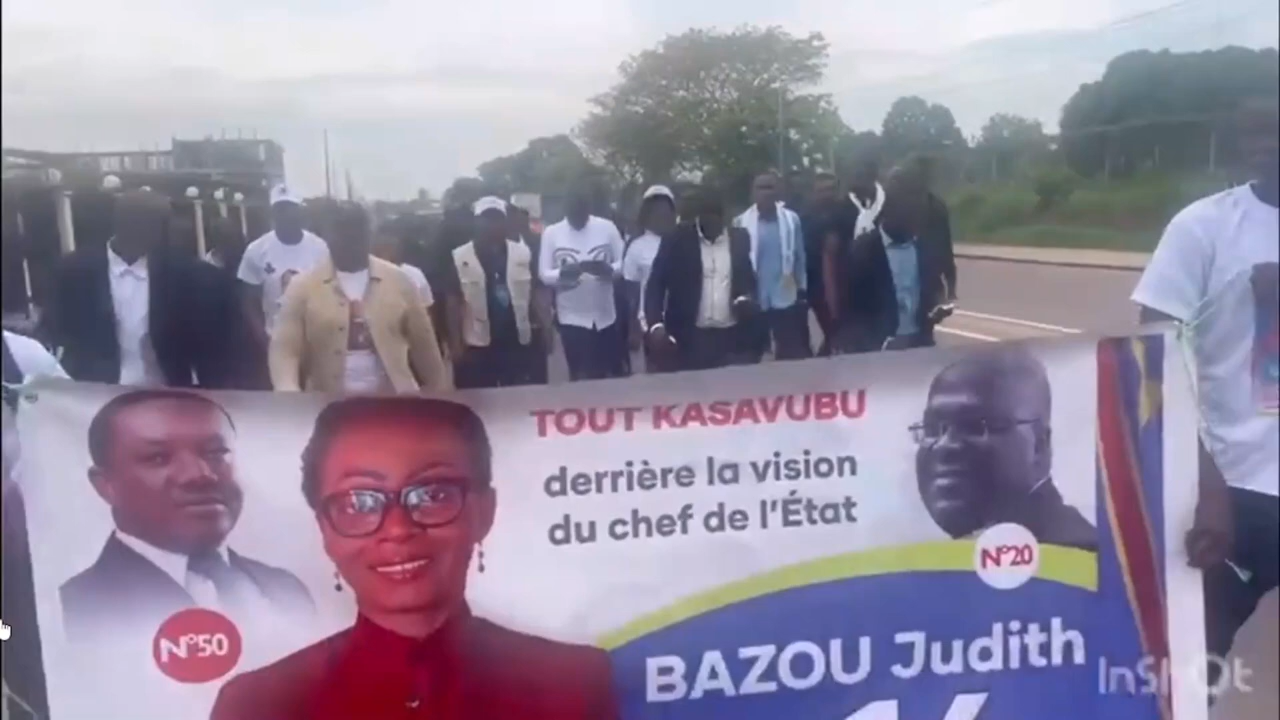 TOUT KASAVUBU
derrière la vision
du chef de l'État
N°20
N°50
BAZOU Judith
InShOt